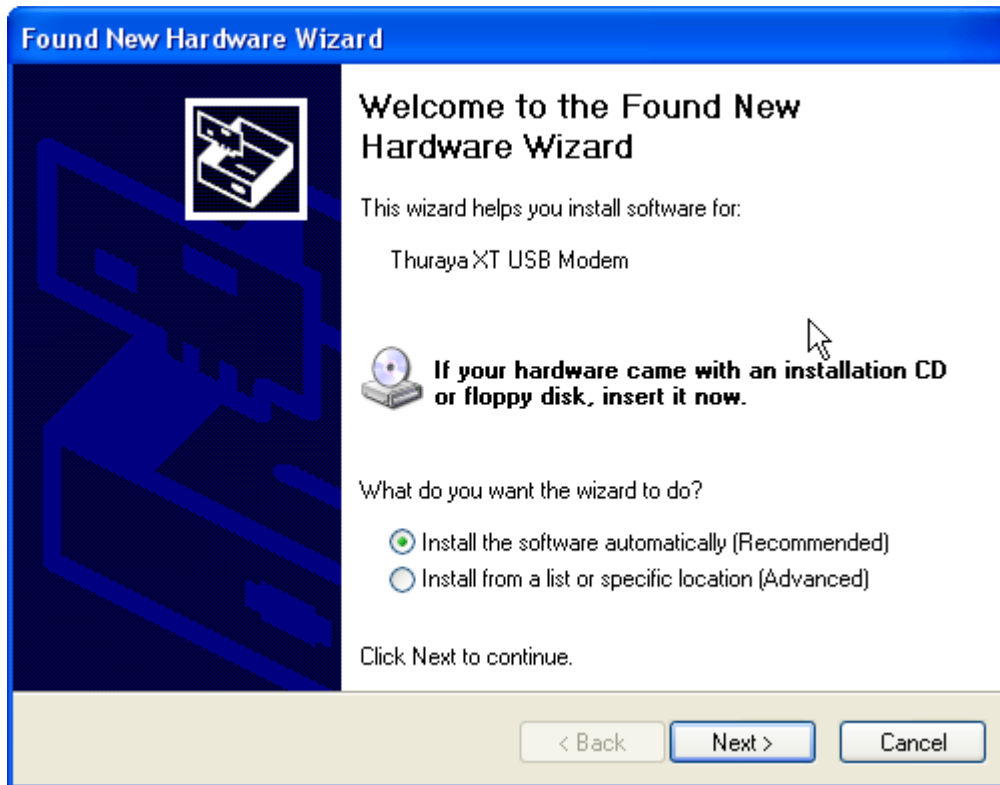 Found New Hardware Wizard
Welcome to the Found New
Hardware Wizard
This wizard helps you install software for:
Thuraya XT USB Modem
If your hardware came with an installation CD
or floppy disk, insert it now.
What do you want the wizard to do?
Install the software automatically (Recommended)
Install from a list or specific location (Advanced)
Click Next to continue.
< Back Next > Cancel